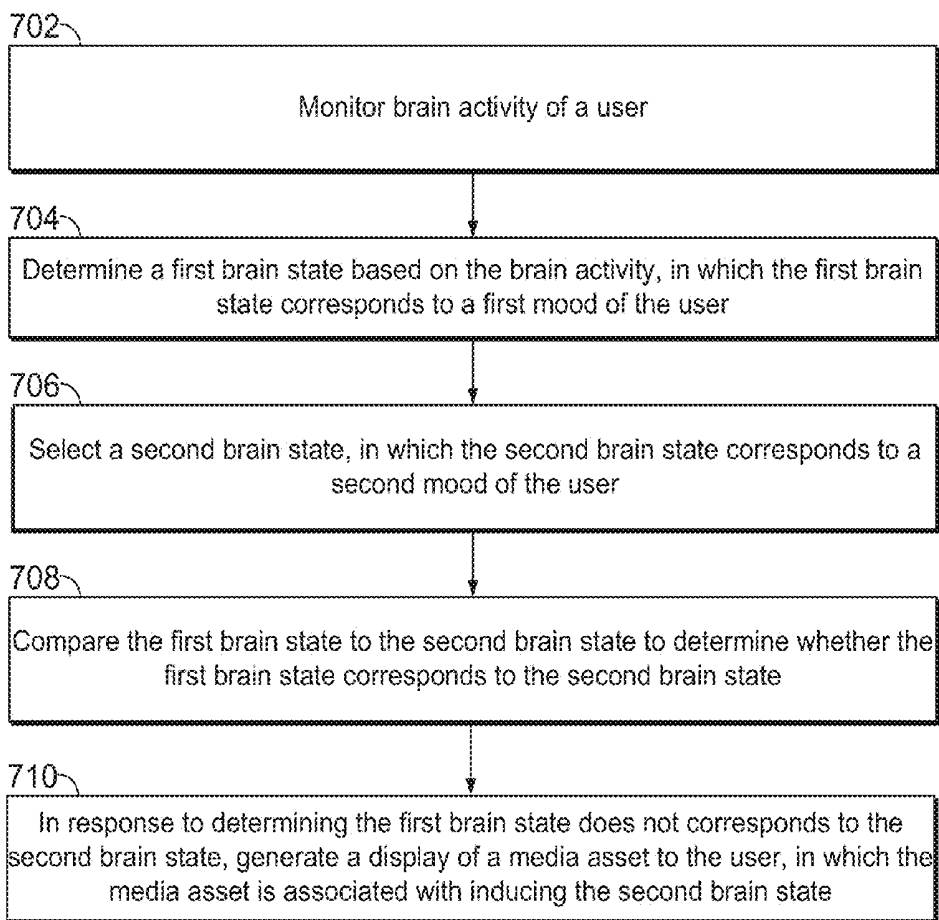 702
Monitor brain activity of a user
704
Determine a first brain state based on the brain activity, in which the first brain
state corresponds to a first mood of the user
706
Select a second brain state, in which the second brain state corresponds to a
second mood of the user
708
Compare the first brain state to the second brain state to determine whether the
first brain state corresponds to the second brain state
710
In response to determining the first brain state does not corresponds to the
second brain state, generate a display of a media asset to the user, in which the
media asset is associated with inducing the second brain state